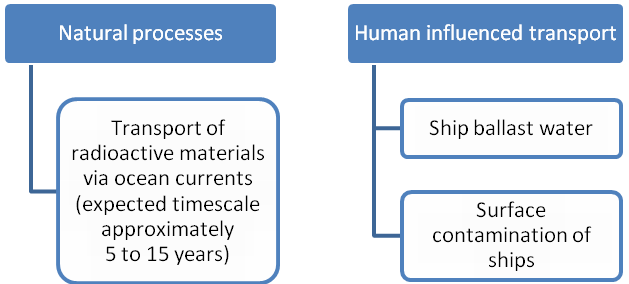 Natural processes
Transport of
radioactive materials
via ocean currents
(expected timescale
approximately
5 to 15 years)
Human influenced transport
Ship ballast water
Surface
contamination of
ships